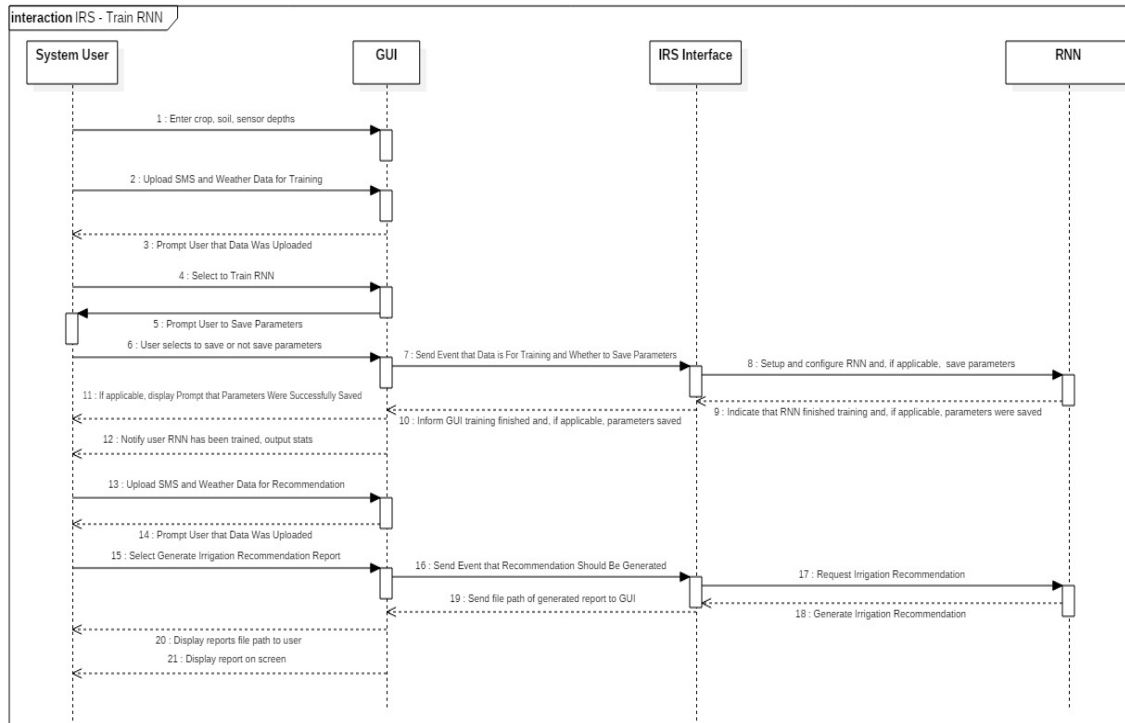 interaction IRS - Train RNN
System User
GUI
IRS Interface
RNN
1 : Enter crop, soil, sensor depths
2 : Upload SMS and Weather Data for Training
3 : Prompt User that Data Was Uploaded
4 : Select to Train RNN
5 : Prompt User to Save Parameters
6 : User selects to save or not save parameters
7 : Send Event that Data is For Training and Whether to Save Parameters
8 : Setup and configure RNN and, if applicable, save parameters
9 : Indicate that RNN finished training and, if applicable, parameters were saved
10 : Inform GUI training finished and, if applicable, parameters saved
11 : If applicable, display Prompt that Parameters Were Successfully Saved
12 : Notify user RNN has been trained, output stats
13 : Upload SMS and Weather Data for Recommendation
14 : Prompt User that Data Was Uploaded
15 : Select Generate Irrigation Recommendation Report
16 : Send Event that Recommendation Should Be Generated
17 : Request Irrigation Recommendation
18 : Generate Irrigation Recommendation
19 : Send file path of generated report to GUI
20 : Display reports file path to user
21 : Display report on screen